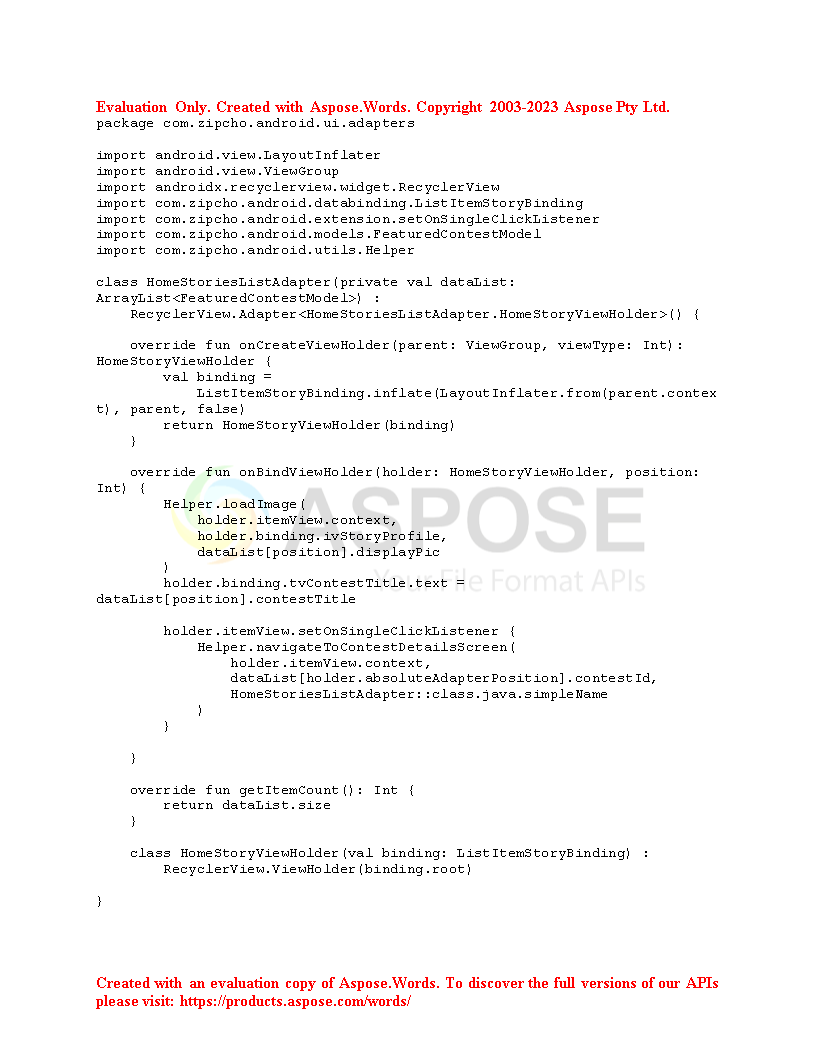 Evaluation Only. Created with Aspose.Words. Copyright 2003-2023 Aspose Pty Ltd.
package com.zipcho.android.ui.adapters

import android.view.LayoutInflater
import android.view.ViewGroup
import androidx.recyclerview.widget.RecyclerView
import com.zipcho.android.databinding.ListItemStoryBinding
import com.zipcho.android.extension.setOnSingleClickListener
import com.zipcho.android.models.FeaturedContestModel
import com.zipcho.android.utils.Helper

class HomeStoriesListAdapter(private val dataList:
ArrayList<FeaturedContestModel>) :
    RecyclerView.Adapter<HomeStoriesListAdapter.HomeStoryViewHolder>() {

    override fun onCreateViewHolder(parent: ViewGroup, viewType: Int):
HomeStoryViewHolder {
        val binding =
            ListItemStoryBinding.inflate(LayoutInflater.from(parent.contex
t), parent, false)
        return HomeStoryViewHolder(binding)
    }

    override fun onBindViewHolder(holder: HomeStoryViewHolder, position:
Int) {
        Helper.loadImage(
            holder.itemView.context,
            holder.binding.ivStoryProfile,
            dataList[position].displayPic
        )
        holder.binding.tvContestTitle.text =
dataList[position].contestTitle

        holder.itemView.setOnSingleClickListener {
            Helper.navigateToContestDetailsScreen(
                holder.itemView.context,
                dataList[holder.absoluteAdapterPosition].contestId,
                HomeStoriesListAdapter::class.java.simpleName
            )
        }

    }

    override fun getItemCount(): Int {
        return dataList.size
    }

    class HomeStoryViewHolder(val binding: ListItemStoryBinding) :
        RecyclerView.ViewHolder(binding.root)

}
ASPOSE
Your File Format APIs
Created with an evaluation copy of Aspose.Words. To discover the full versions of our APIs
please visit: https://products.aspose.com/words/